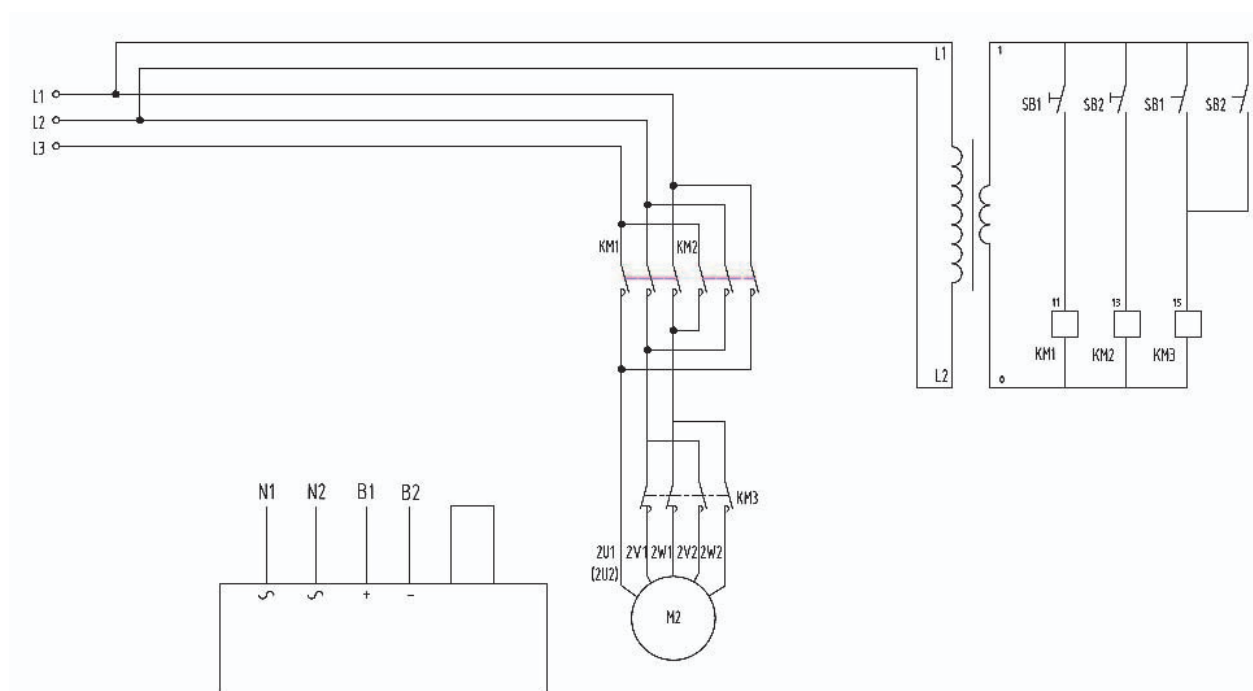 L1 1
L1
SB1 SB2 SB1 SB2
L2
L3
KM1 KM2
11 13 15
KM1 KM2 KM3
L2 0
N1 N2 B1 B2
KM3
2U1 2V1 2W1 2V2 2W2
(2U2)
+ -
M2